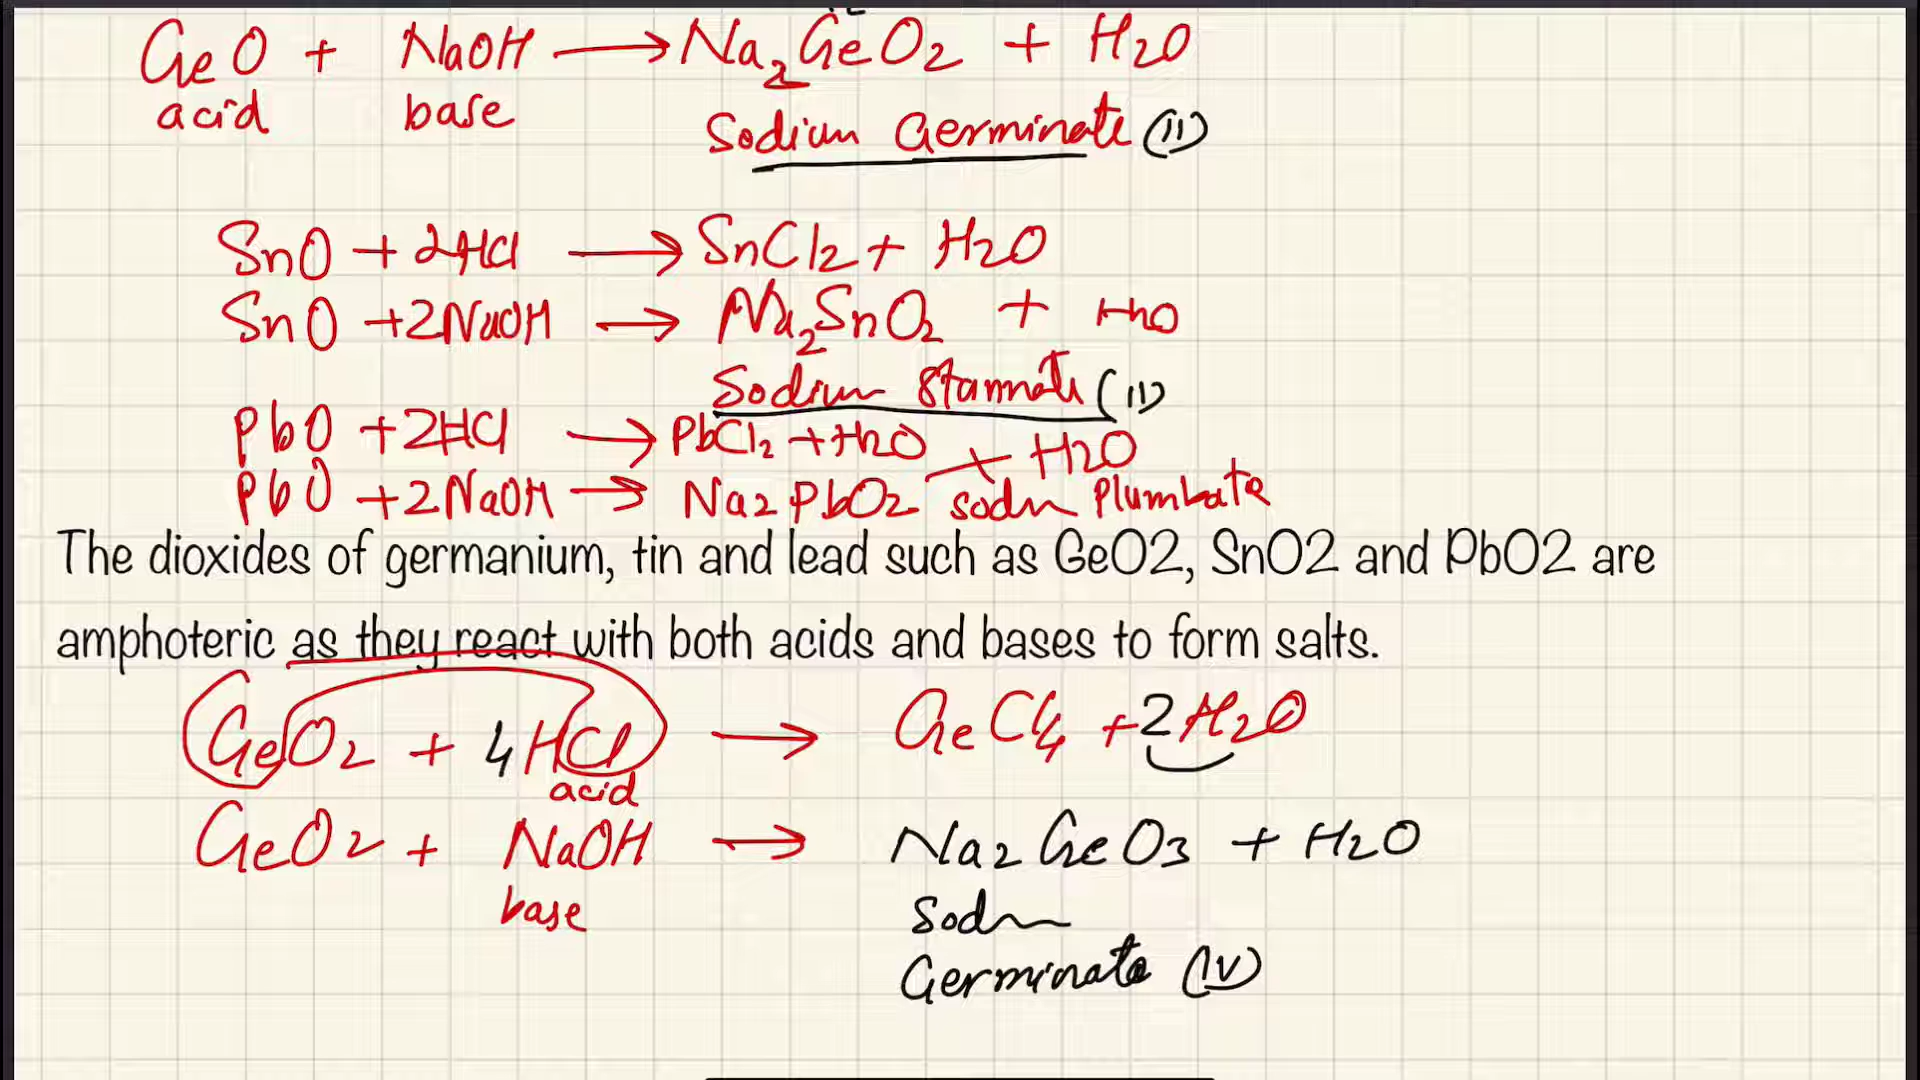 GeO + NaOH → Na2GeO2 + H2O
acid base
Sodium Germinate (II)
SnO + 2HCl → SnCl2 + H2O
SnO + 2NaOH → Na2SnO2 + H2O
Sodium Stannate (II)
PbO + 2HCl → PbCl2 + H2O
PbO + 2NaOH → Na2PbO2 + H2O
sodm Plumbate
The dioxides of germanium, tin and lead such as GeO2, SnO2 and PbO2 are
amphoteric as they react with both acids and bases to form salts.
GeO2 + 4HCl → GeCl4 + 2H2O
acid
GeO2 + NaOH → Na2GeO3 + H2O
base
Sodm
Germinate (IV)